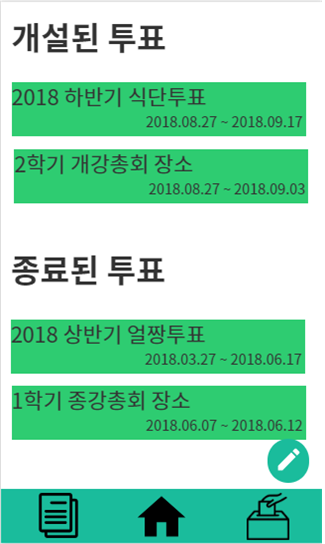 개설된 투표
2018 하반기 식단투표
2018.08.27 ~ 2018.09.17
2학기 개강총회 장소
2018.08.27 ~ 2018.09.03
종료된 투표
2018 상반기 얼짱투표
2018.03.27 ~ 2018.06.17
1학기 종강총회 장소
2018.06.07 ~ 2018.06.12